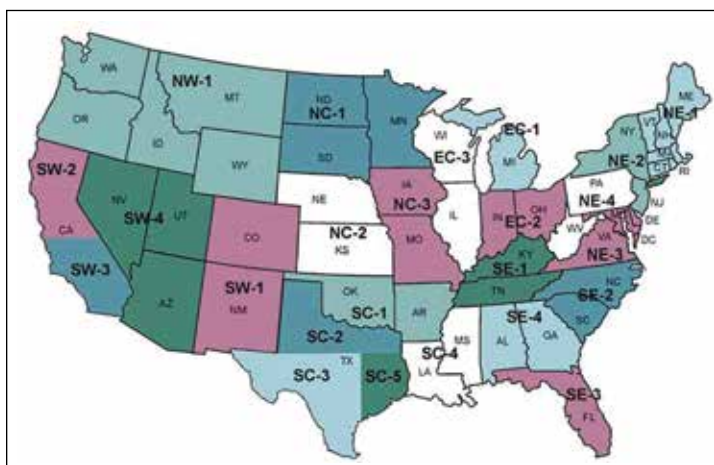 WA
NW-1
MT
ND
NC-1
MN
ME
NE-1
VT
NH
OR
ID
SD
WI
EC-1
NY
MA
EC-3
MI
NE-2
CT
RI
WY
SW-2
IA
PA
NE
NC-3
NE-4
NJ
NV
IL
IN
OH
SW-4
UT
EC-2
WV
DE
CA
CO
NC-2
KS
MO
VA
DC
KY
NE-3
SW-3
SE-1
SW-1
OK
TN
NC
AZ
NM
SC-1
AR
SE-2
SC-2
SE-4
SC
MS
AL
GA
TX
SC-4
SC-3
SC-5
LA
SE-3
FL